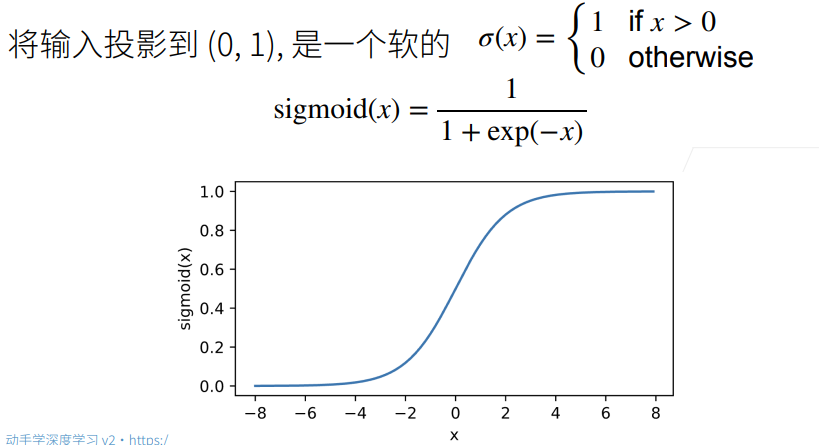 将输入投影到 (0, 1), 是一个软的 σ(x) = { 1 if x > 0
0 otherwise
sigmoid(x) = 1 / (1 + exp(−x))
1.0
0.8
0.6
0.4
0.2
0.0
sigmoid(x)
−8 −6 −4 −2 0 2 4 6 8
x
动手学深度学习 v2 · https:/